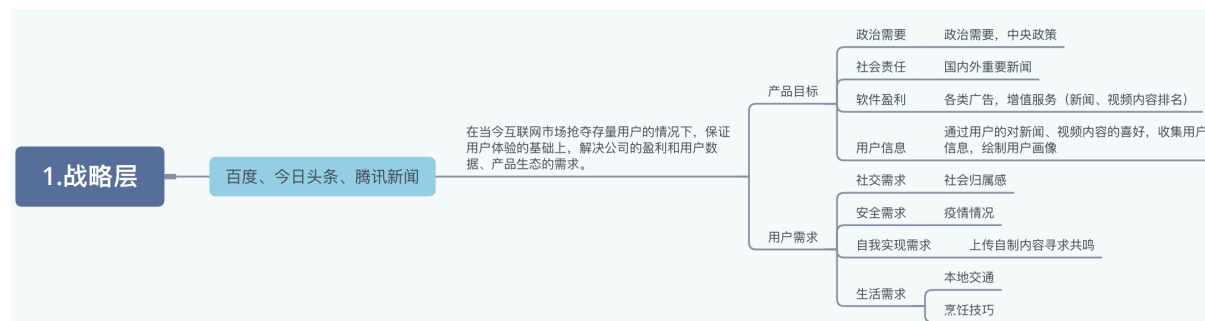 1.战略层
百度、今日头条、腾讯新闻
在当今互联网市场抢夺存量用户的情况下，保证
用户体验的基础上，解决公司的盈利和用户数
据、产品生态的需求。
产品目标
政治需要
政治需要，中央政策
社会责任
国内外重要新闻
软件盈利
各类广告，增值服务（新闻、视频内容排名）
用户信息
通过用户的对新闻、视频内容的喜好，收集用户
信息，绘制用户画像
用户需求
社交需求
社会归属感
安全需求
疫情情况
自我实现需求
上传自制内容寻求共鸣
生活需求
本地交通
烹饪技巧